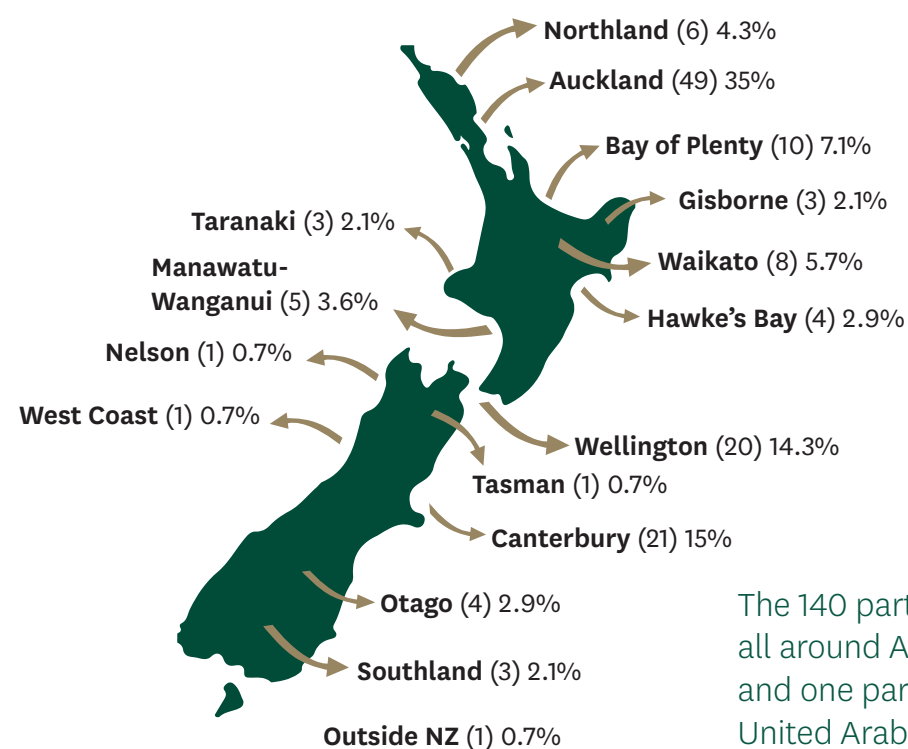 Northland (6) 4.3%
Auckland (49) 35%
Bay of Plenty (10) 7.1%
Gisborne (3) 2.1%
Taranaki (3) 2.1%
Waikato (8) 5.7%
Manawatu-
Wanganui (5) 3.6%
Hawke’s Bay (4) 2.9%
Nelson (1) 0.7%
West Coast (1) 0.7%
Wellington (20) 14.3%
Tasman (1) 0.7%
Canterbury (21) 15%
Otago (4) 2.9%
Southland (3) 2.1%
Outside NZ (1) 0.7%
The 140 part
all around A
and one par
United Arab